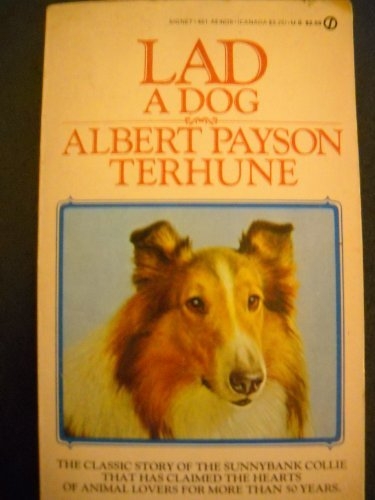 LAD
A DOG
ALBERT PAYSON
TERHUNE
THE CLASSIC STORY OF THE SUNNYBANK COLLIE
THAT HAS CLAIMED THE HEARTS
OF ANIMAL LOVERS FOR MORE THAN 50 YEARS.